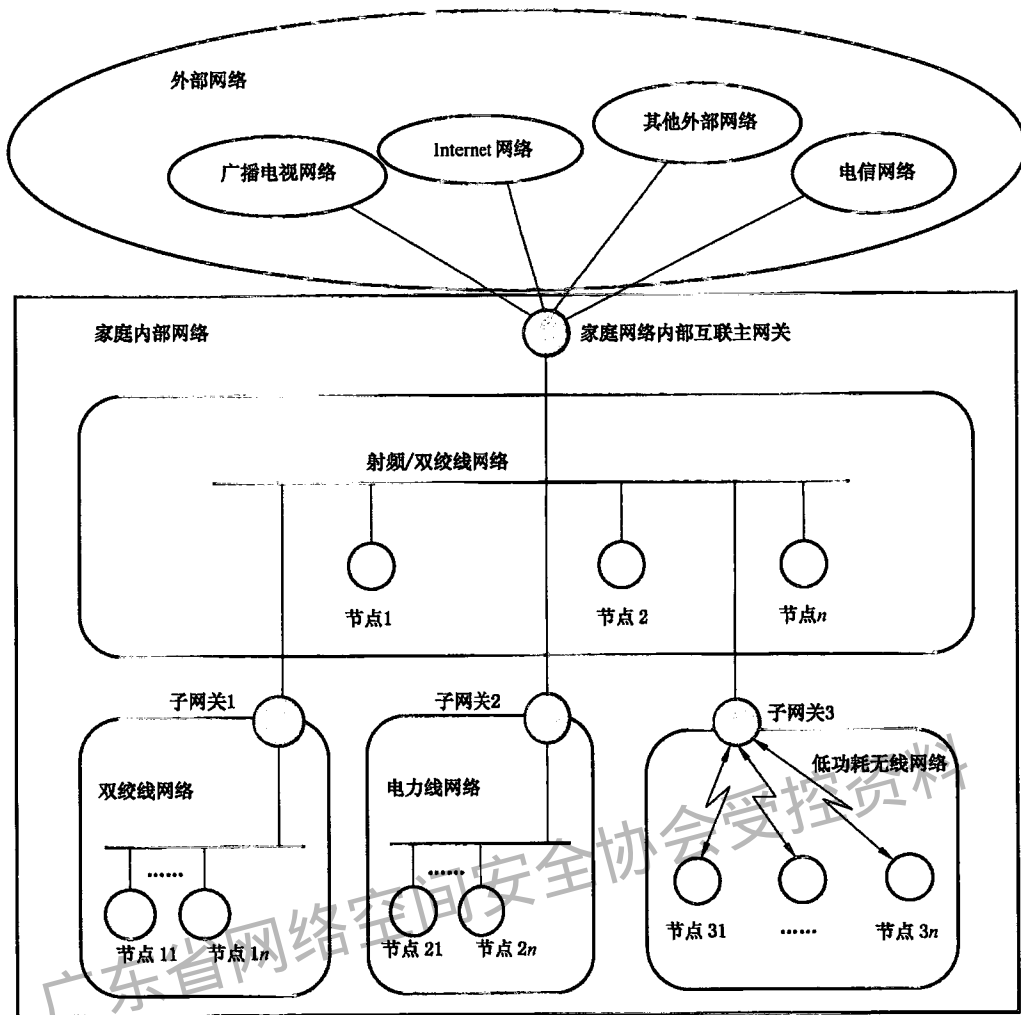 外部网络
广播电视网络
Internet 网络
其他外部网络
电信网络
家庭内部网络
家庭网络内部互联主网关
射频/双绞线网络
节点1
节点 2
节点n
子网关1
子网关2
子网关3
双绞线网络
电力线网络
低功耗无线网络
......
......
节点 11
节点 1n
节点 21
节点 2n
节点 31
......
节点 3n
广东省网络空间安全协会受控资料